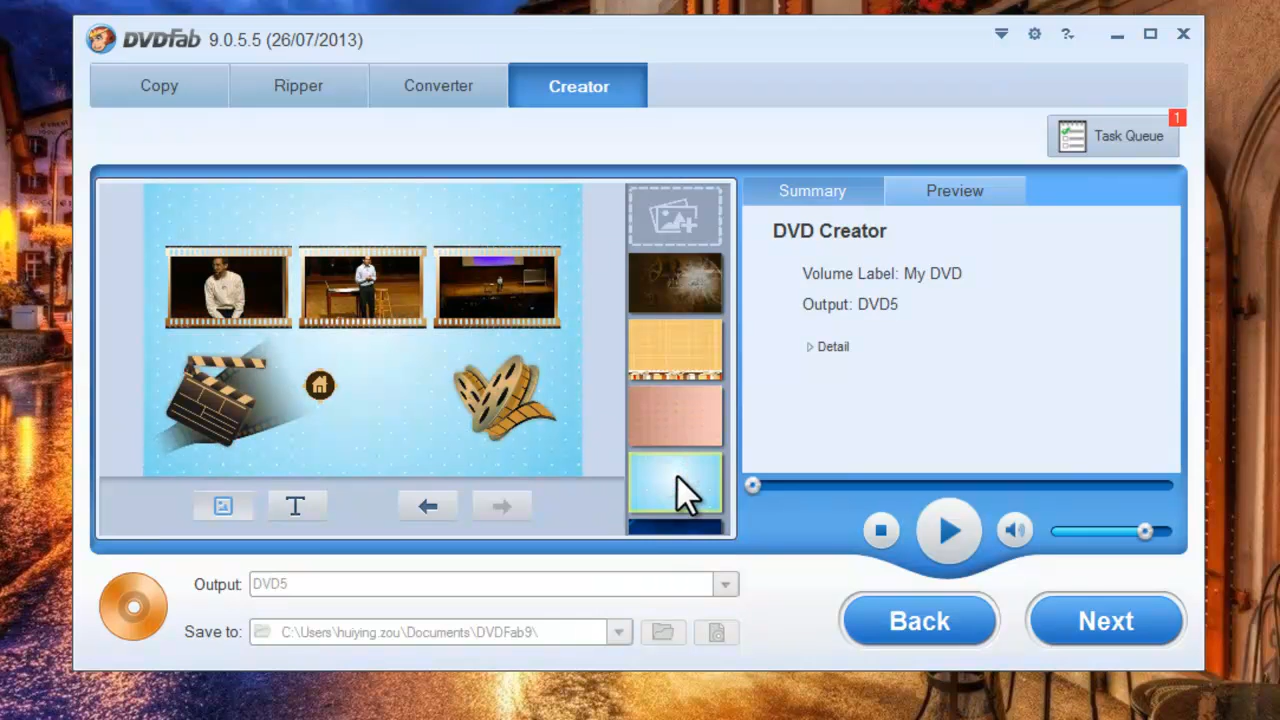 DVDFab 9.0.5.5 (26/07/2013)
Copy
Ripper
Converter
Creator
1
Task Queue
Summary
Preview
DVD Creator
Volume Label: My DVD
Output: DVD5
Detail
T
Output:
DVD5
Save to:
C:\Users\huiying.zou\Documents\DVDFab9\
Back
Next